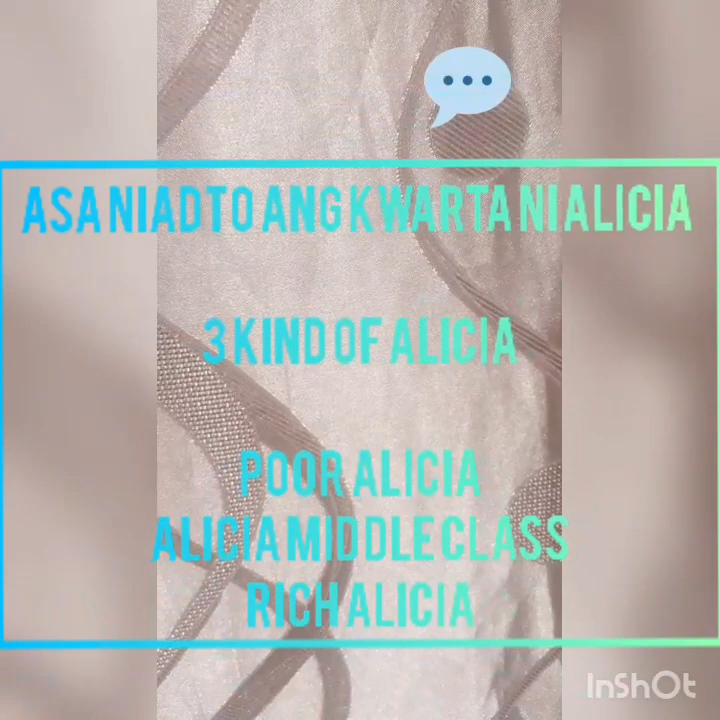 ASA NIADTO ANG KWARTA NI ALICIA
3 KIND OF ALICIA
POOR ALICIA
ALICIA MIDDLE CLASS
RICH ALICIA
InShOt